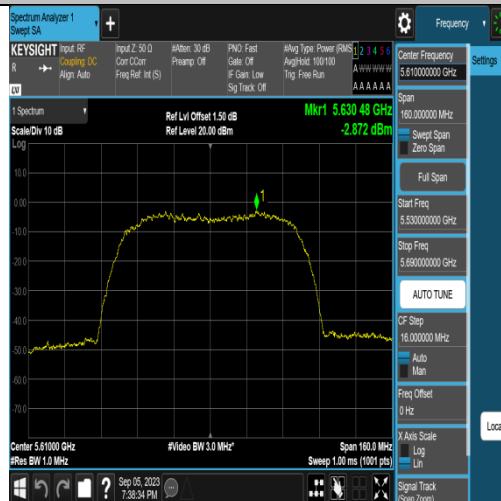 Spectrum Analyzer 1
Swept SA
+
Frequency
KEYSIGHT
R
LXI
Input: RF
Coupling: DC
Align: Auto
Input Z: 50 Ω
Corr CCorr
Freq Ref: Int (S)
#Atten: 30 dB
Preamp: Off
PNO: Fast
Gate: Off
IF Gain: Low
Sig Track: Off
#Avg Type: Power (RMS
Avg|Hold: 100/100
Trig: Free Run
1 2 3 4 5 6
A W W W W W
A A A A A A
1 Spectrum
Scale/Div 10 dB
Log
Ref Lvl Offset 1.50 dB
Ref Level 20.00 dBm
Mkr1 5.630 48 GHz
-2.872 dBm
10.0
0.00
-10.0
-20.0
-30.0
-40.0
-50.0
-60.0
-70.0
1
Center 5.61000 GHz
#Res BW 1.0 MHz
#Video BW 3.0 MHz*
Span 160.0 MHz
Sweep 1.00 ms (1001 pts)
Sep 05, 2023
7:38:34 PM
?
Center Frequency
5.610000000 GHz
Span
160.000000 MHz
Swept Span
Zero Span
Full Span
Start Freq
5.530000000 GHz
Stop Freq
5.690000000 GHz
AUTO TUNE
CF Step
16.000000 MHz
Auto
Man
Freq Offset
0 Hz
X Axis Scale
Log
Lin
Signal Track
(Span Zoom)
Settings
Loca